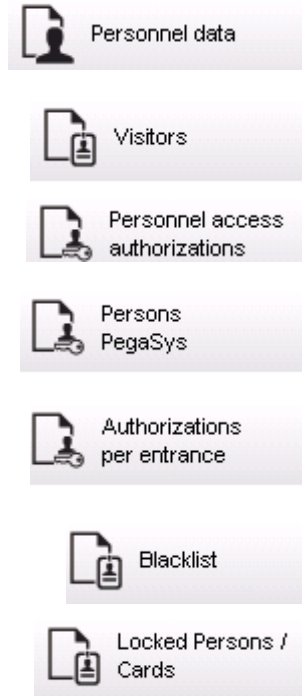 Personnel data
Visitors
Personnel access
authorizations
Persons
PegaSys
Authorizations
per entrance
Blacklist
Locked Persons /
Cards